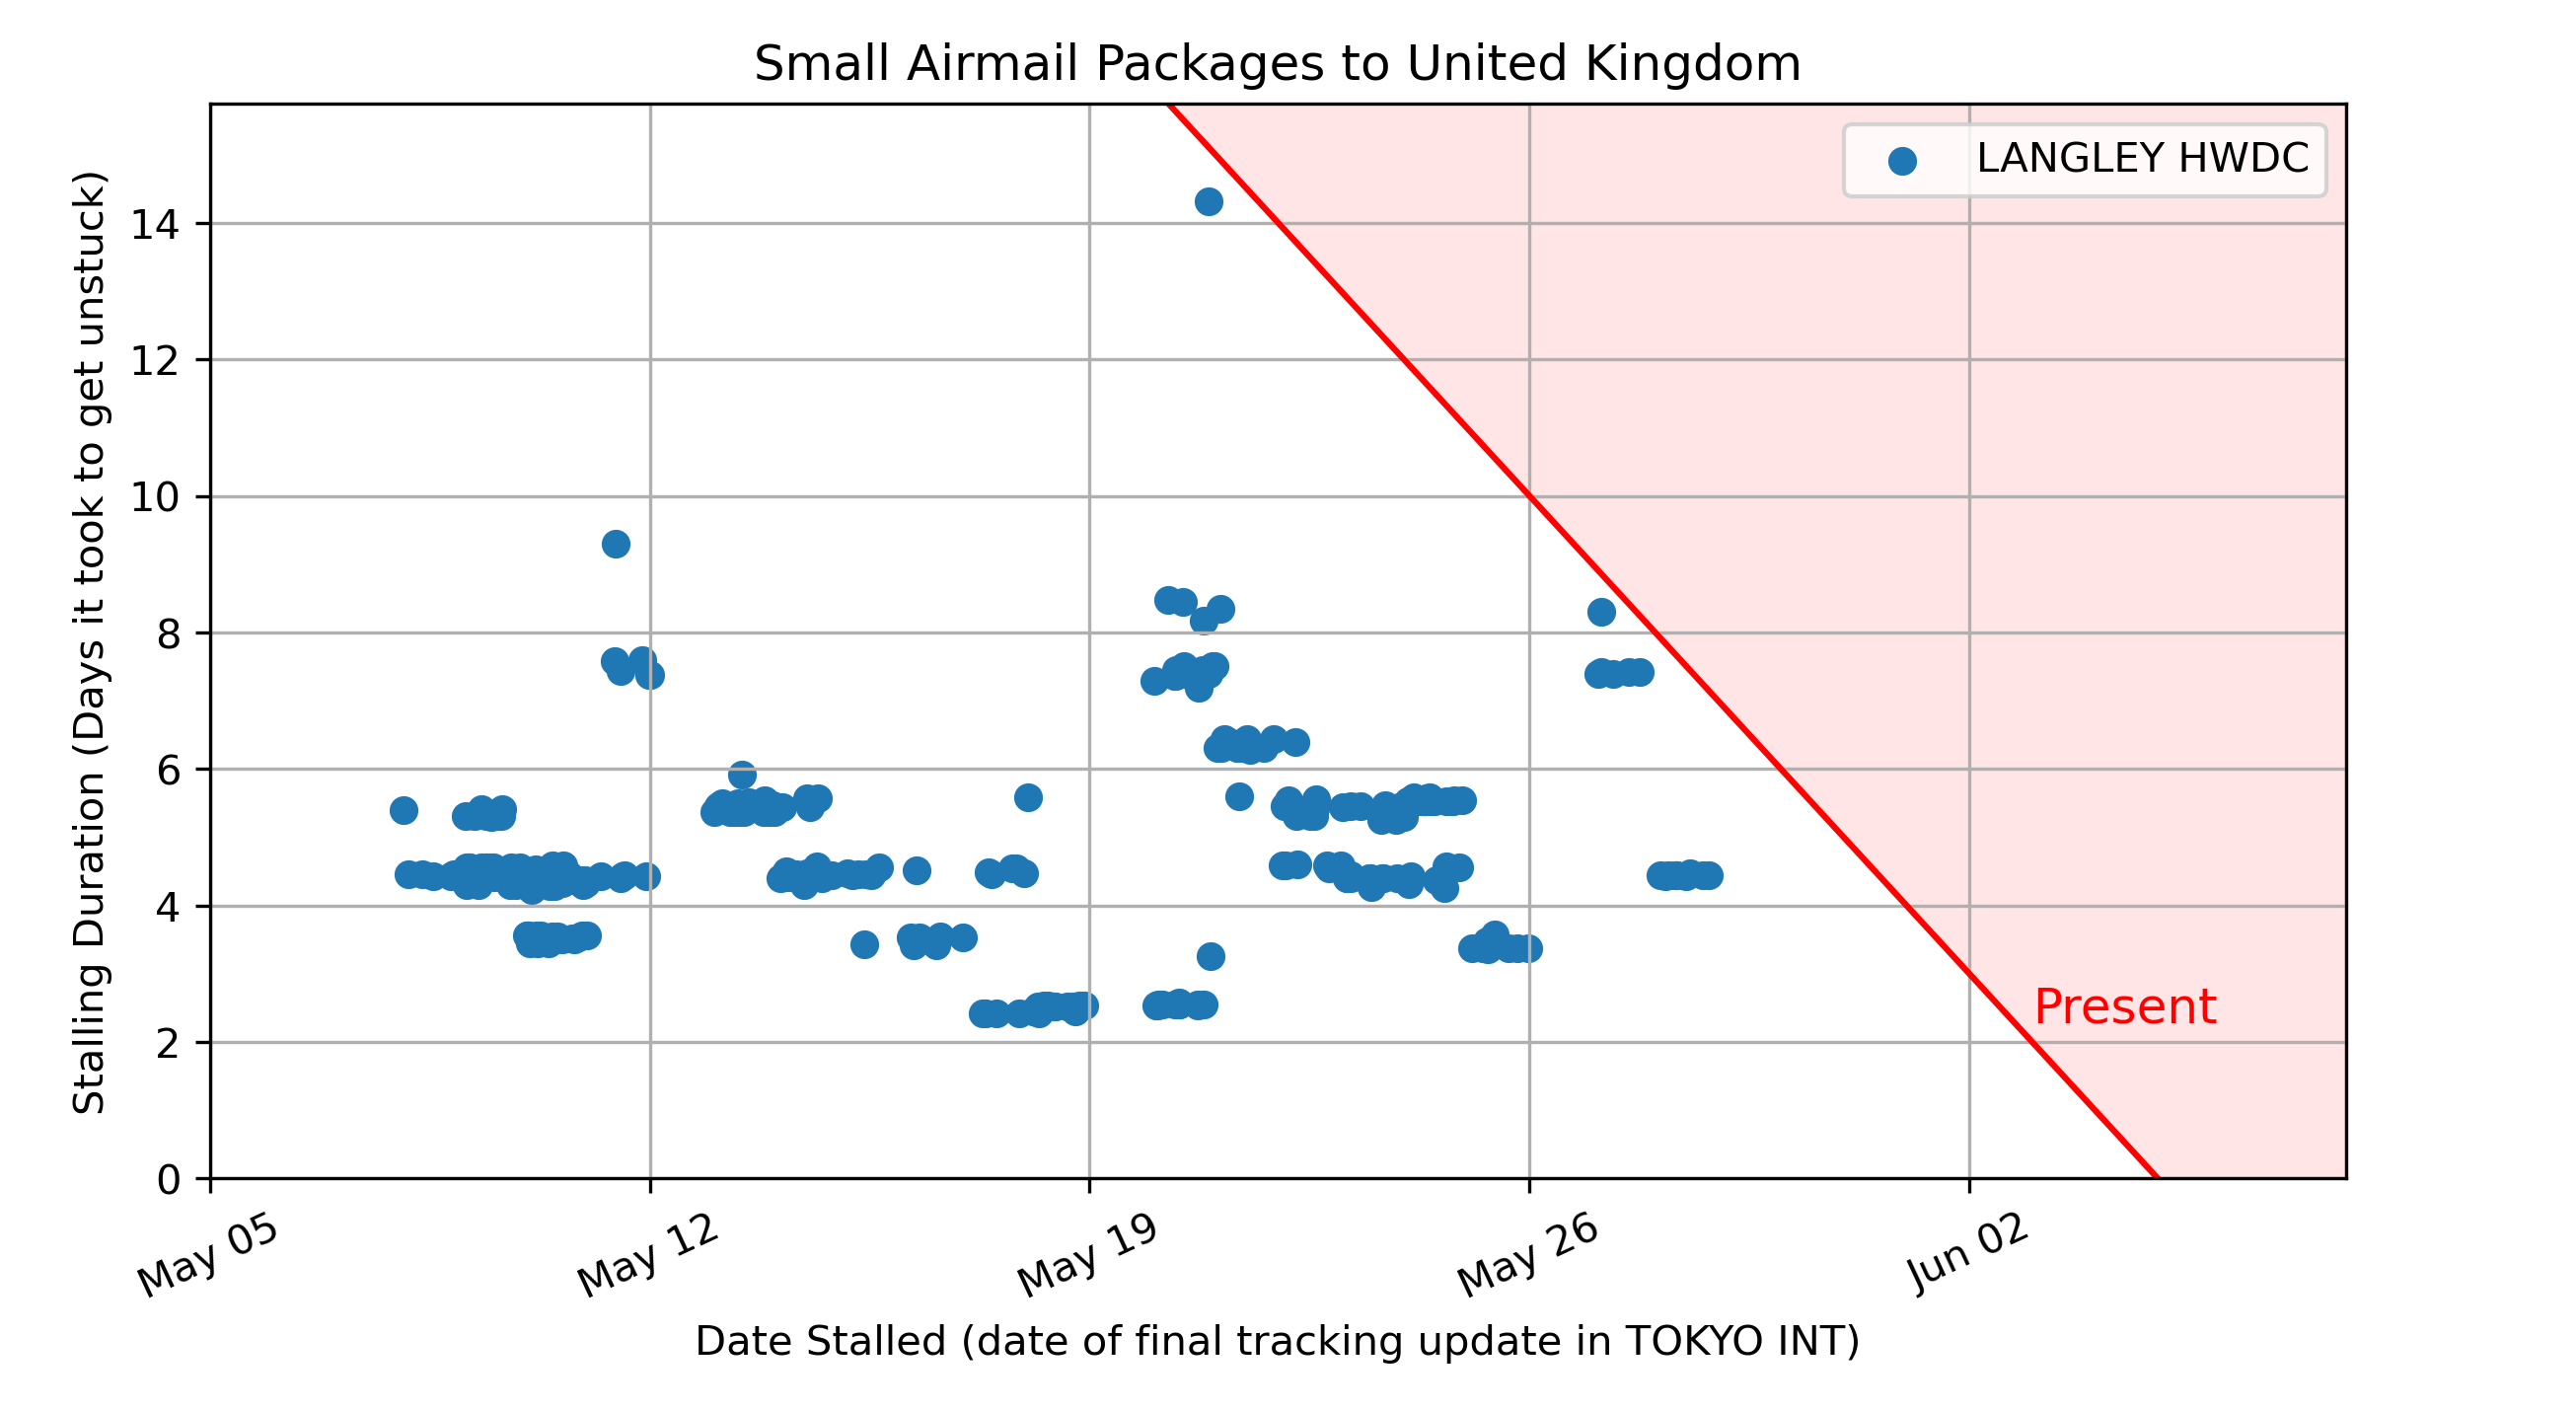 Small Airmail Packages to United Kingdom
LANGLEY HWDC
Stalling Duration (Days it took to get unstuck)
14
12
10
8
6
4
2
0
Present
May 05
May 12
May 19
May 26
Jun 02
Date Stalled (date of final tracking update in TOKYO INT)